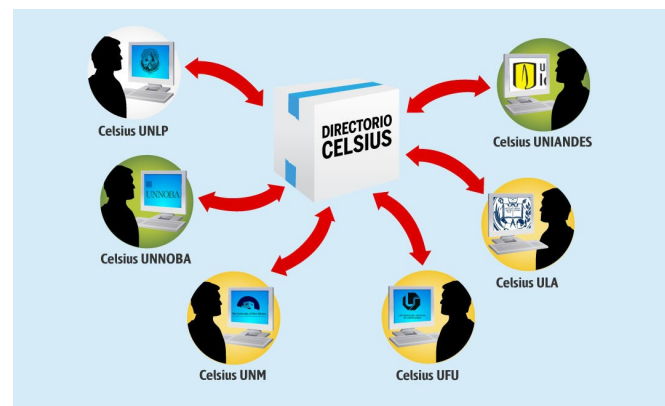 DIRECTORIO
CELSIUS
Celsius UNLP
Celsius UNIANDES
UNNOBA
Celsius UNNOBA
Celsius ULA
Celsius UNM
Celsius UFU